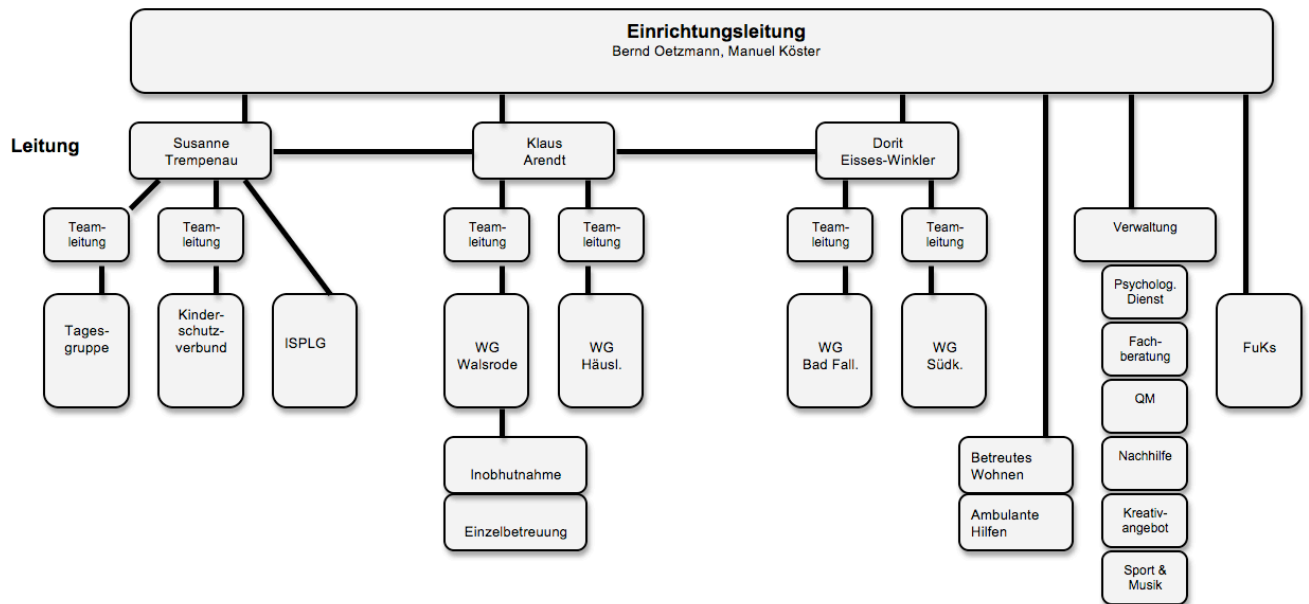 Einrichtungsleitung
Bernd Oetzmann, Manuel Köster
Leitung
Susanne
Trempenau
Klaus
Arendt
Dorit
Eisses-Winkler
Team-
leitung
Team-
leitung
Team-
leitung
Team-
leitung
Team-
leitung
Team-
leitung
Verwaltung
Tages-
gruppe
Kinder-
schutz-
verbund
ISPLG
WG
Walsrode
WG
Häusl.
WG
Bad Fall.
WG
Südk.
Psycholog.
Dienst
Fach-
beratung
QM
Nachhilfe
Kreativ-
angebot
Sport &
Musik
FuKs
Inobhutnahme
Einzelbetreuung
Betreutes
Wohnen
Ambulante
Hilfen